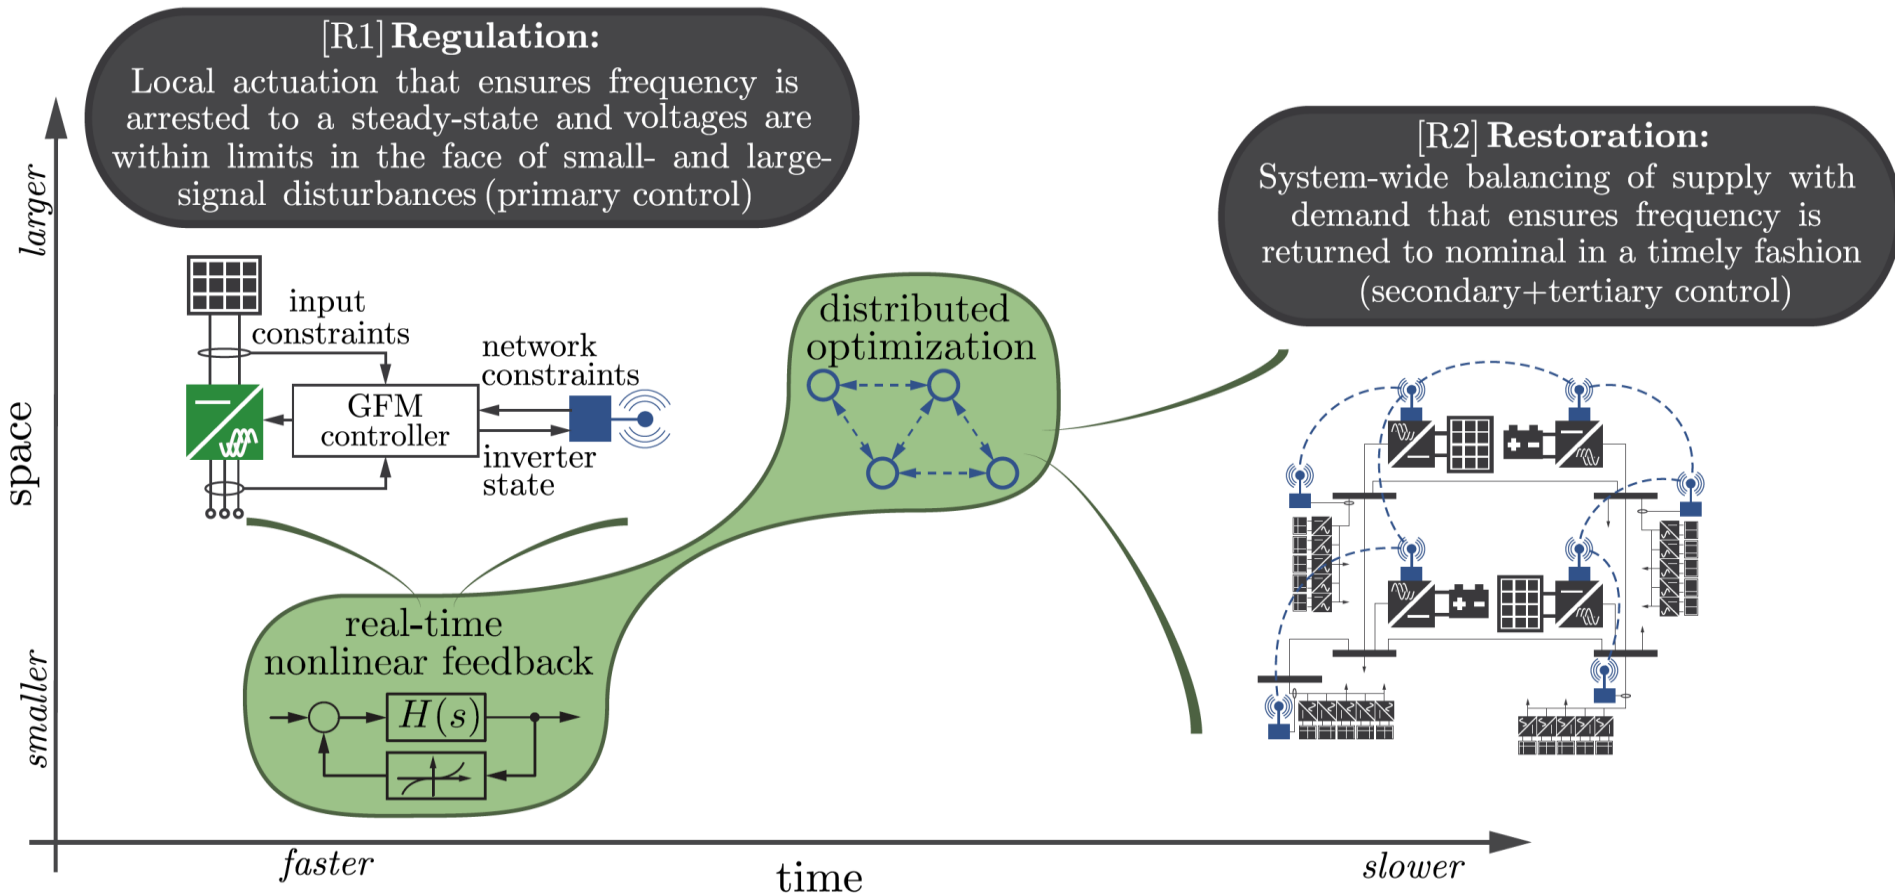 [R1] Regulation:
Local actuation that ensures frequency is
arrested to a steady-state and voltages are
within limits in the face of small- and large-
signal disturbances (primary control)
[R2] Restoration:
System-wide balancing of supply with
demand that ensures frequency is
returned to nominal in a timely fashion
(secondary+tertiary control)
larger
space
smaller
input
constraints
network
constraints
GFM
controller
inverter
state
distributed
optimization
real-time
nonlinear feedback
H(s)
faster
time
slower